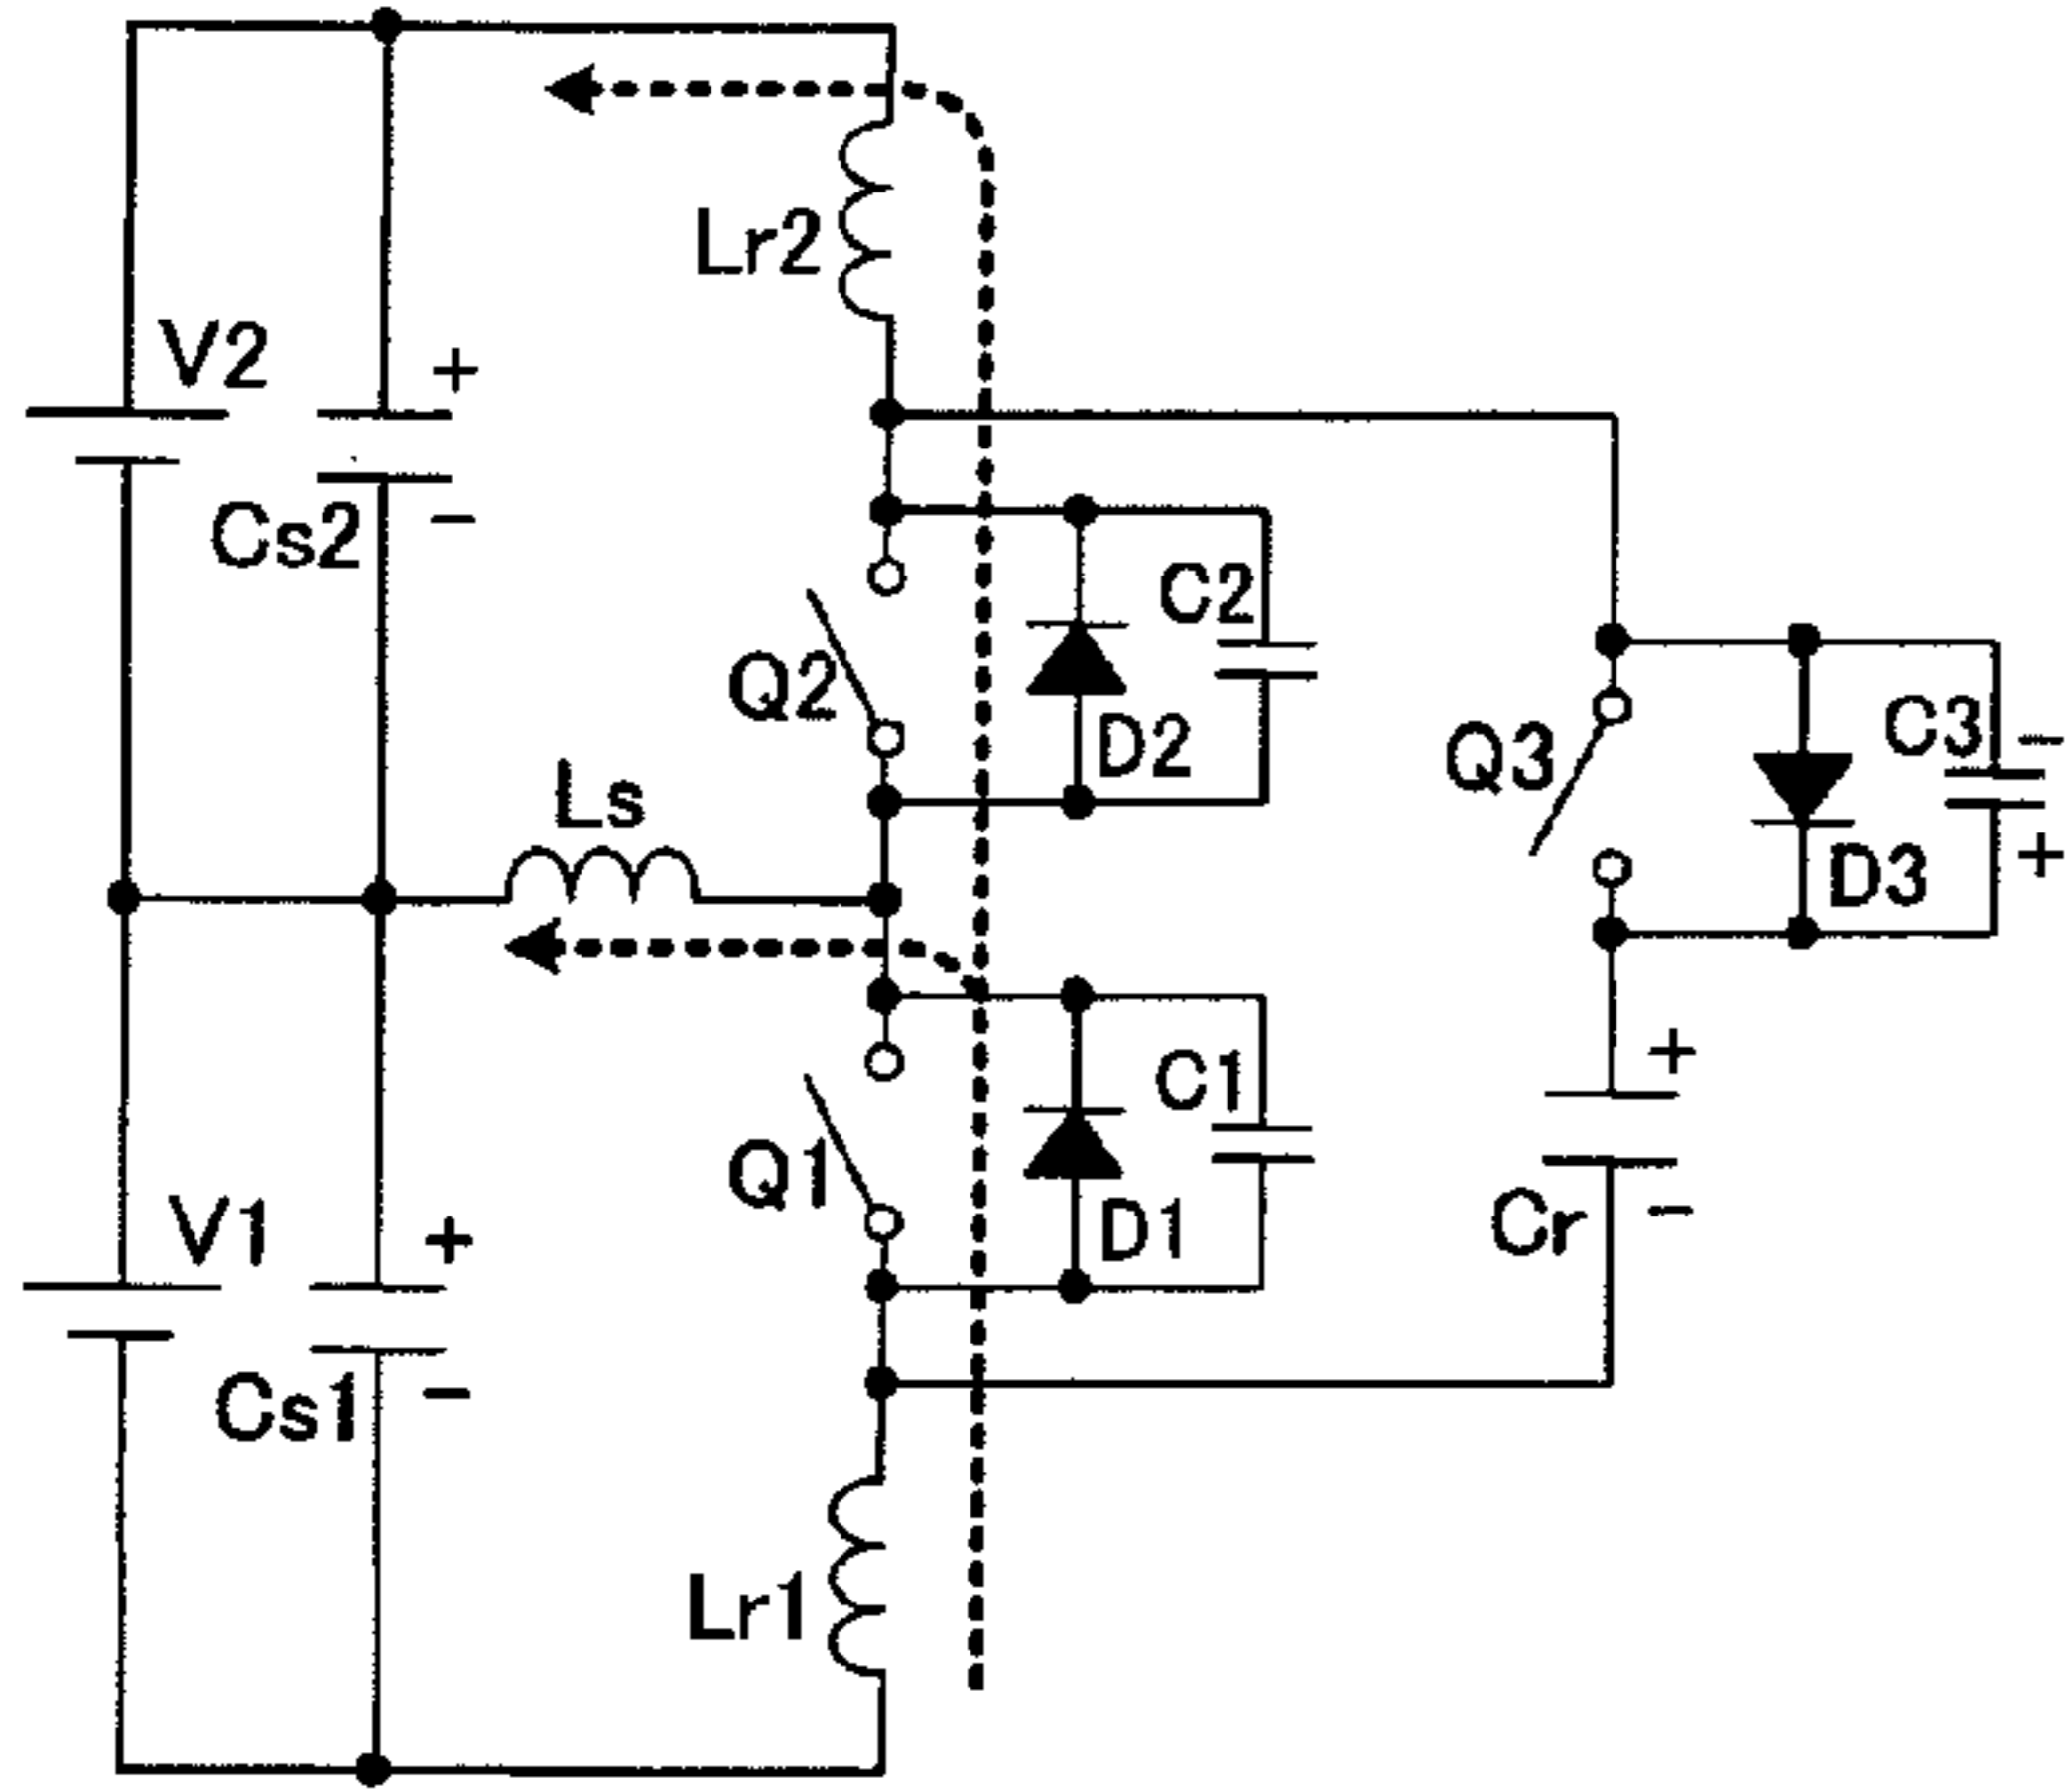 Lr2
V2
+
Cs2
−
C2
Q2
D2
C3
−
Q3
Ls
D3
+
+
C1
Q1
V1
D1
+
Cr
−
Cs1
−
Lr1